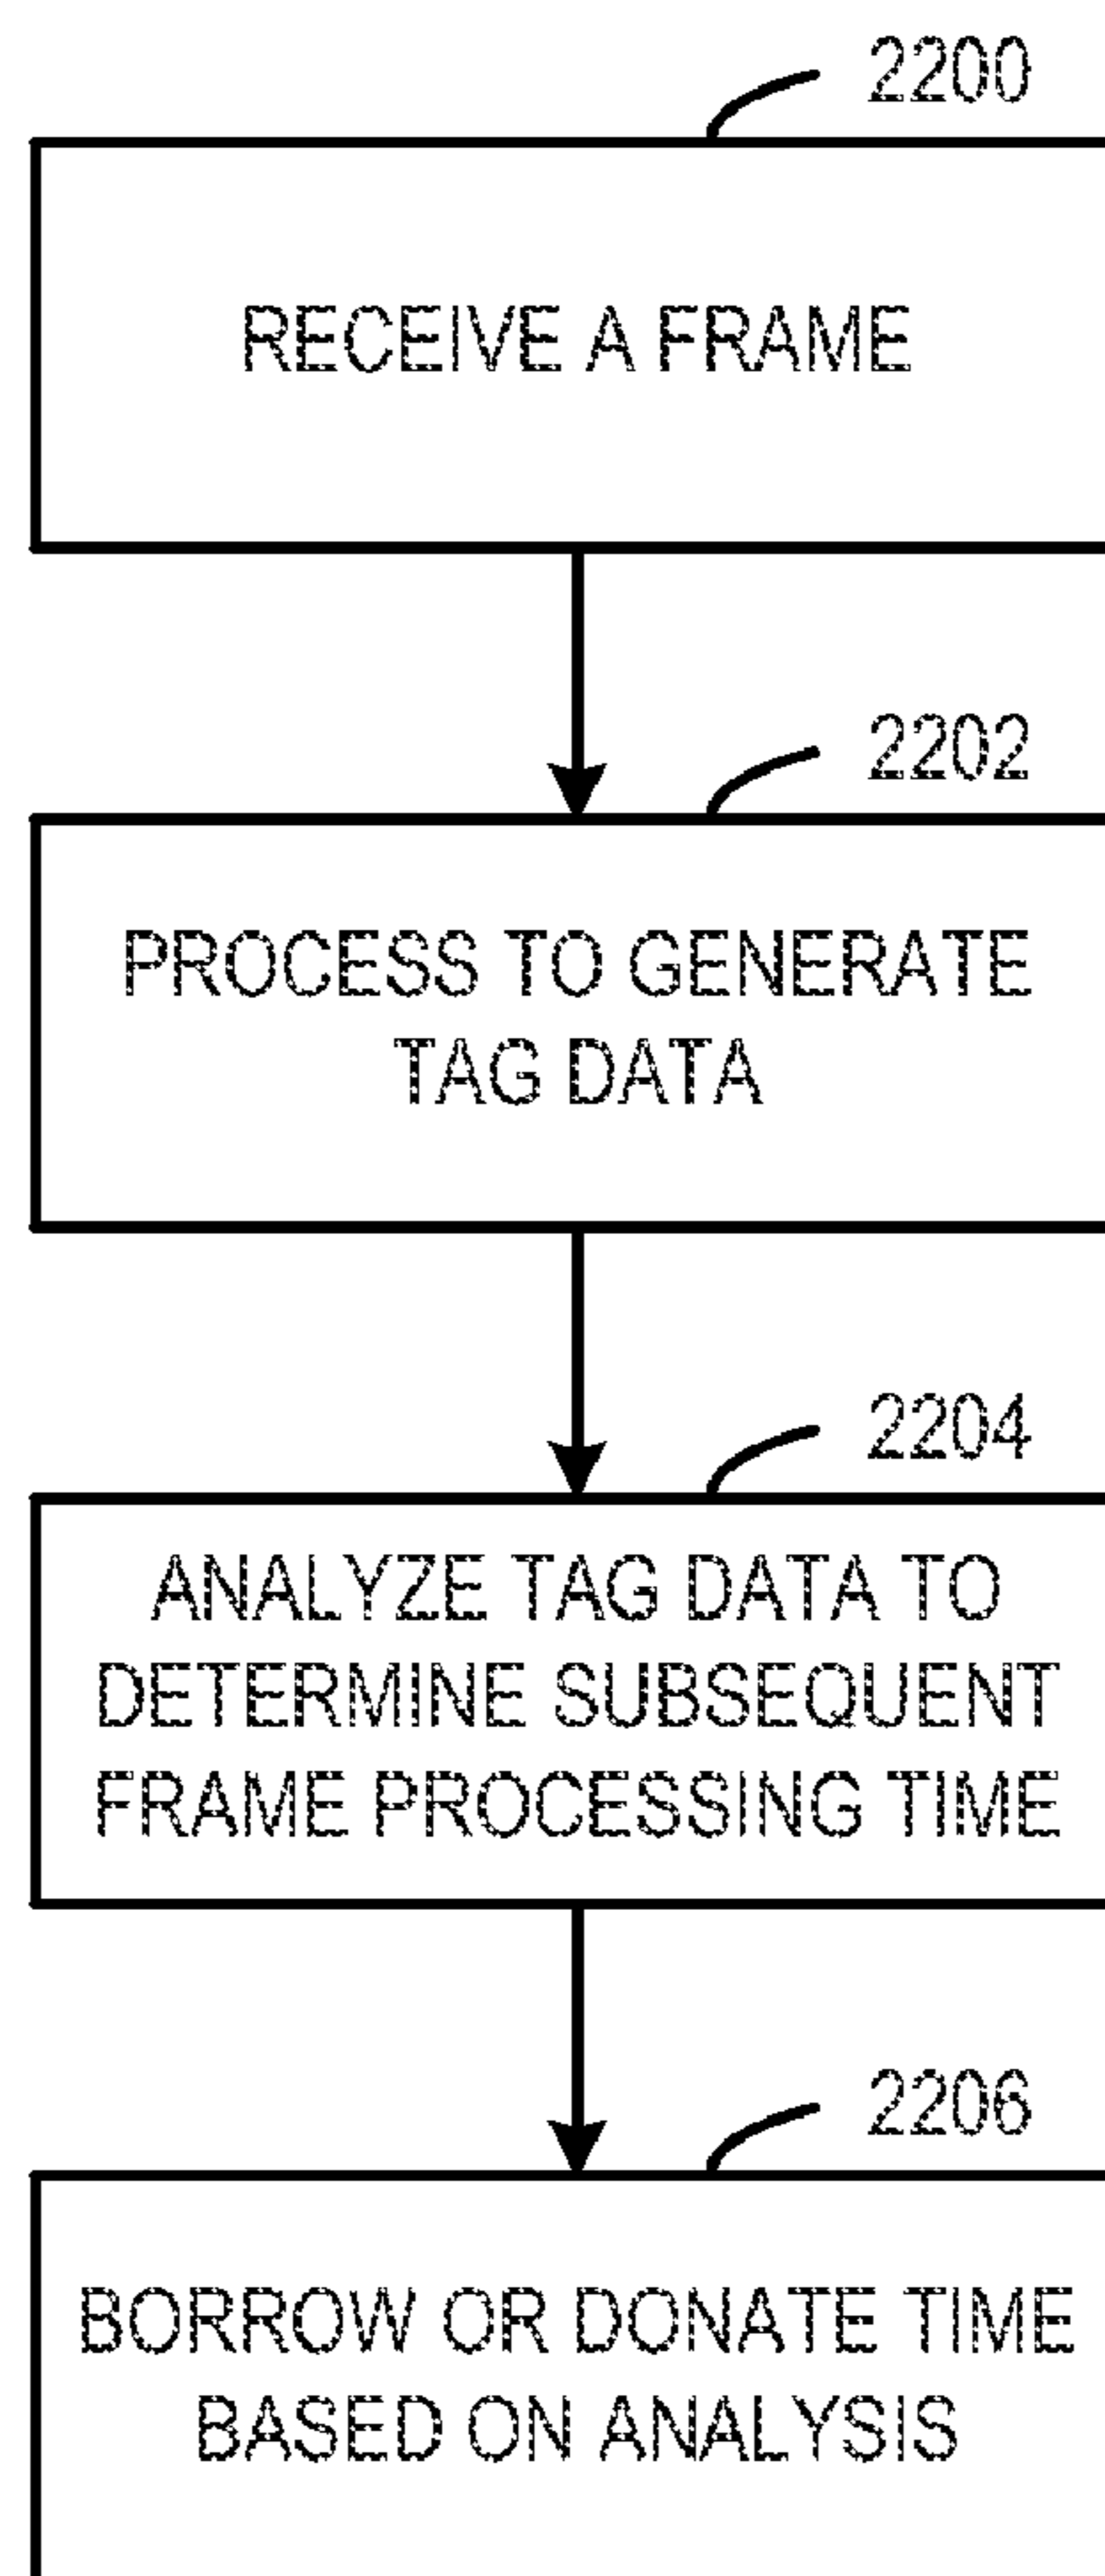 2200
RECEIVE A FRAME
2202
PROCESS TO GENERATE
TAG DATA
2204
ANALYZE TAG DATA TO
DETERMINE SUBSEQUENT
FRAME PROCESSING TIME
2206
BORROW OR DONATE TIME
BASED ON ANALYSIS